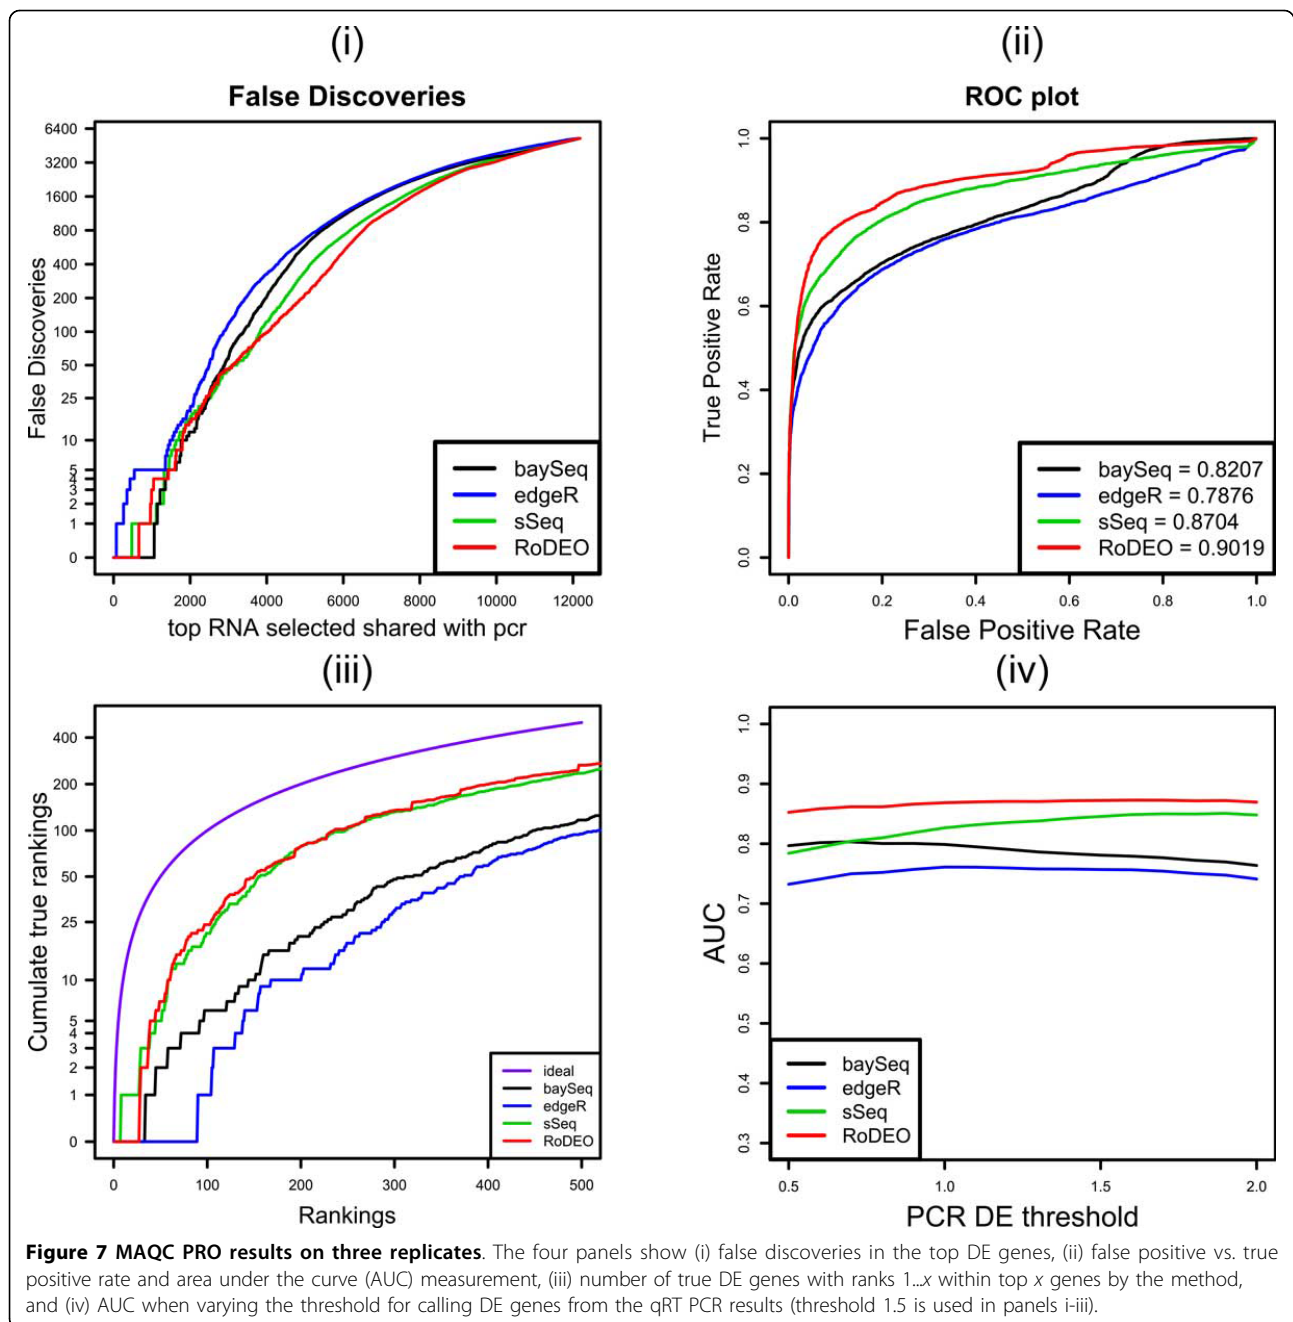 (i)
False Discoveries
6400
3200
1600
800
400
200
100
50
25
10
5
4
3
2
1
0
False Discoveries
baySeq
edgeR
sSeq
RoDEO
0 2000 4000 6000 8000 10000 12000
top RNA selected shared with pcr
(ii)
ROC plot
1.0
0.8
0.6
0.4
0.2
0.0
True Positive Rate
baySeq = 0.8207
edgeR = 0.7876
sSeq = 0.8704
RoDEO = 0.9019
0.0 0.2 0.4 0.6 0.8 1.0
False Positive Rate
(iii)
400
200
100
50
25
10
5
4
3
2
1
0
Cumulate true rankings
ideal
baySeq
edgeR
sSeq
RoDEO
0 100 200 300 400 500
Rankings
(iv)
1.0
0.9
0.8
0.7
0.6
0.5
0.4
0.3
AUC
baySeq
edgeR
sSeq
RoDEO
0.5 1.0 1.5 2.0
PCR DE threshold
Figure 7 MAQC PRO results on three replicates. The four panels show (i) false discoveries in the top DE genes, (ii) false positive vs. true
positive rate and area under the curve (AUC) measurement, (iii) number of true DE genes with ranks 1...x within top x genes by the method,
and (iv) AUC when varying the threshold for calling DE genes from the qRT PCR results (threshold 1.5 is used in panels i-iii).